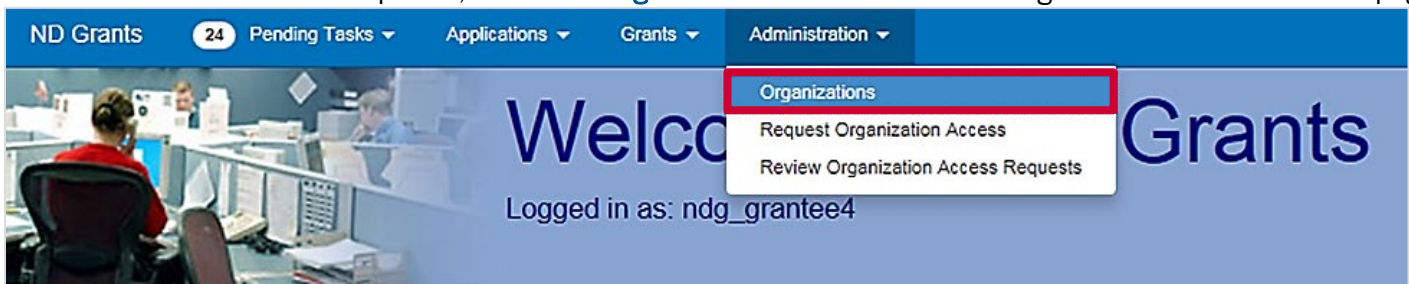 ND Grants 24 Pending Tasks Applications Grants Administration
Organizations
Request Organization Access
Review Organization Access Requests
Welco Grants
Logged in as: ndg_grantee4